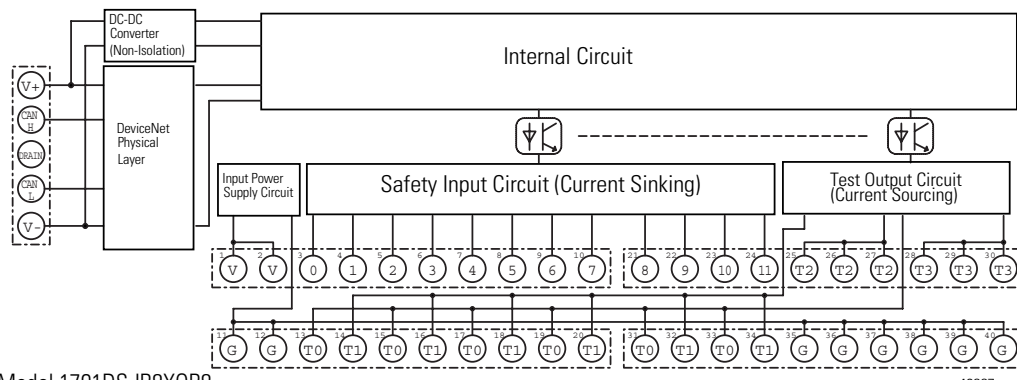 DC-DC
Converter
(Non-Isolation)
Internal Circuit
V+
CAN
H
DRAIN
CAN
L
V-
DeviceNet
Physical
Layer
Input Power
Supply Circuit
Safety Input Circuit (Current Sinking)
Test Output Circuit
(Current Sourcing)
1 2 3 4 5 6 7 8 9 10 21 22 23 24 25 26 27 28 29 30
V V 0 1 2 3 4 5 6 7 8 9 10 11 T2 T2 T2 T3 T3 T3
11 12 13 14 15 16 17 18 19 20 31 32 33 34 35 36 37 38 39 40
G G T0 T1 T0 T1 T0 T1 T0 T1 T0 T1 T0 T1 G G G G G G